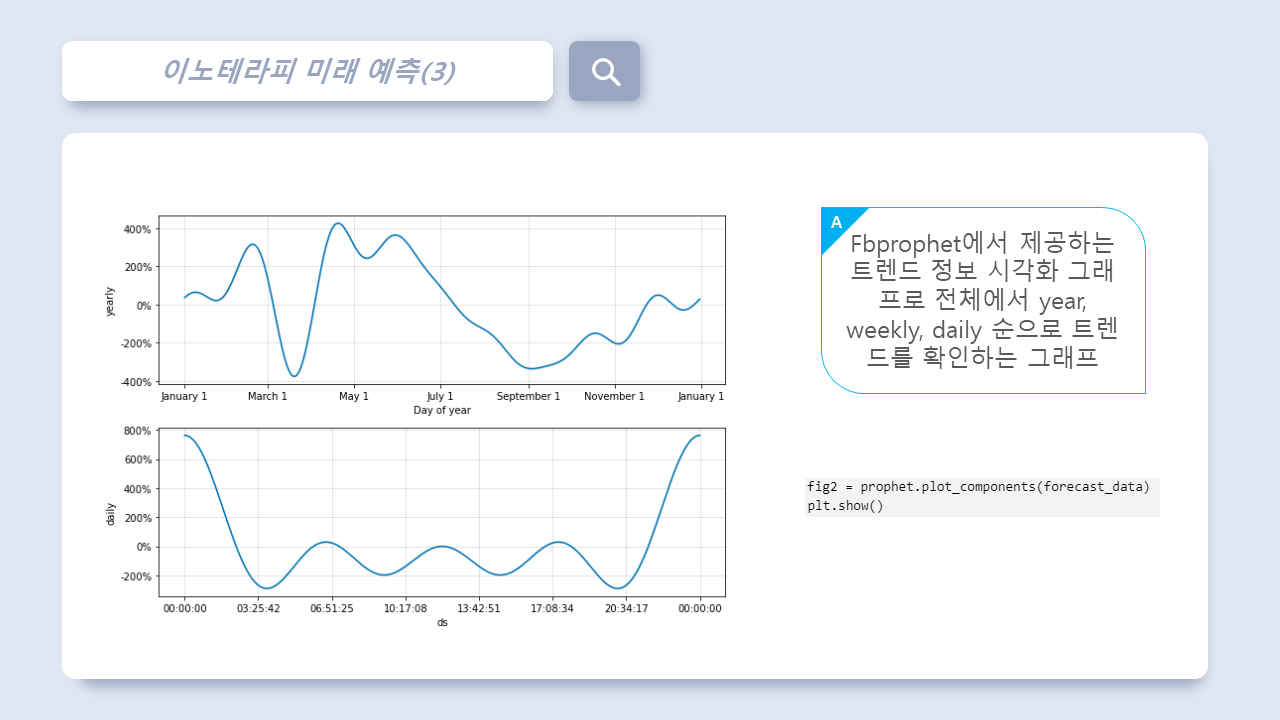 이노테라피 미래 예측(3)
400%
200%
0%
-200%
-400%
yearly
January 1 March 1 May 1 July 1 September 1 November 1 January 1
Day of year
800%
600%
400%
200%
0%
-200%
daily
00:00:00 03:25:42 06:51:25 10:17:08 13:42:51 17:08:34 20:34:17 00:00:00
ds
A
Fbprophet에서 제공하는
트렌드 정보 시각화 그래
프로 전체에서 year,
weekly, daily 순으로 트렌
드를 확인하는 그래프
fig2 = prophet.plot_components(forecast_data)
plt.show()